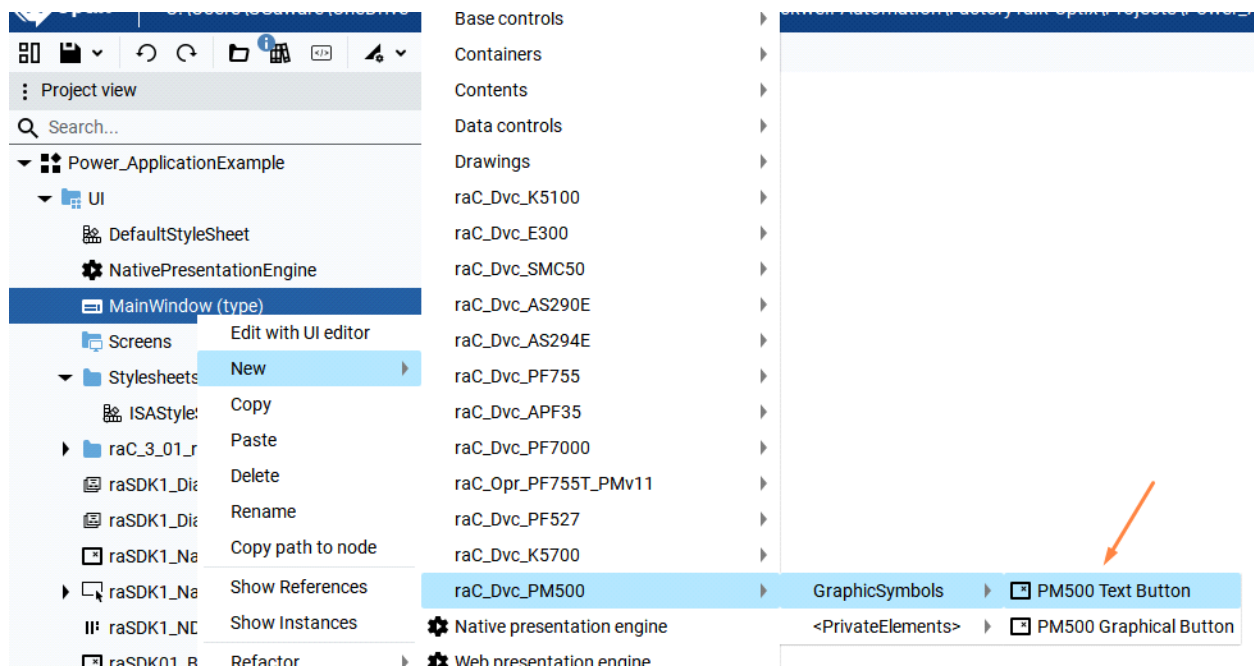 Base controls
Containers
Contents
Data controls
Drawings
raC_Dvc_K5100
raC_Dvc_E300
raC_Dvc_SMC50
raC_Dvc_AS290E
raC_Dvc_AS294E
raC_Dvc_PF755
raC_Dvc_APF35
raC_Dvc_PF7000
raC_Opr_PF755T_PMv11
raC_Dvc_PF527
raC_Dvc_K5700
raC_Dvc_PM500
Native presentation engine
Web presentation engine
Project view
Search...
Power_ApplicationExample
UI
DefaultStyleSheet
NativePresentationEngine
MainWindow (type)
Screens
Stylesheets
ISAStyle
raC_3_01_r
raSDK1_Dia
raSDK1_Dia
raSDK1_Na
raSDK1_Na
raSDK1_ND
raSDK01_B
Edit with UI editor
New
Copy
Paste
Delete
Rename
Copy path to node
Show References
Show Instances
Refactor
GraphicSymbols
<PrivateElements>
PM500 Text Button
PM500 Graphical Button